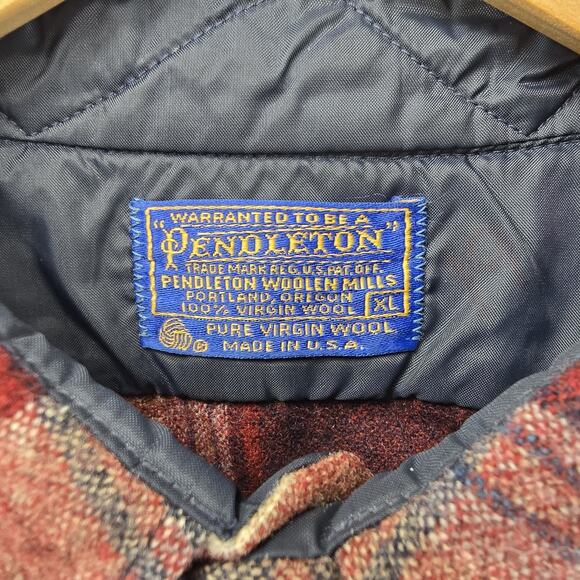 WARRANTED TO BE A
"PENDLETON"
TRADE MARK REG. U.S. PAT. OFF.
PENDLETON WOOLEN MILLS
PORTLAND, OREGON
100% VIRGIN WOOL XL
PURE VIRGIN WOOL
MADE IN U.S.A.